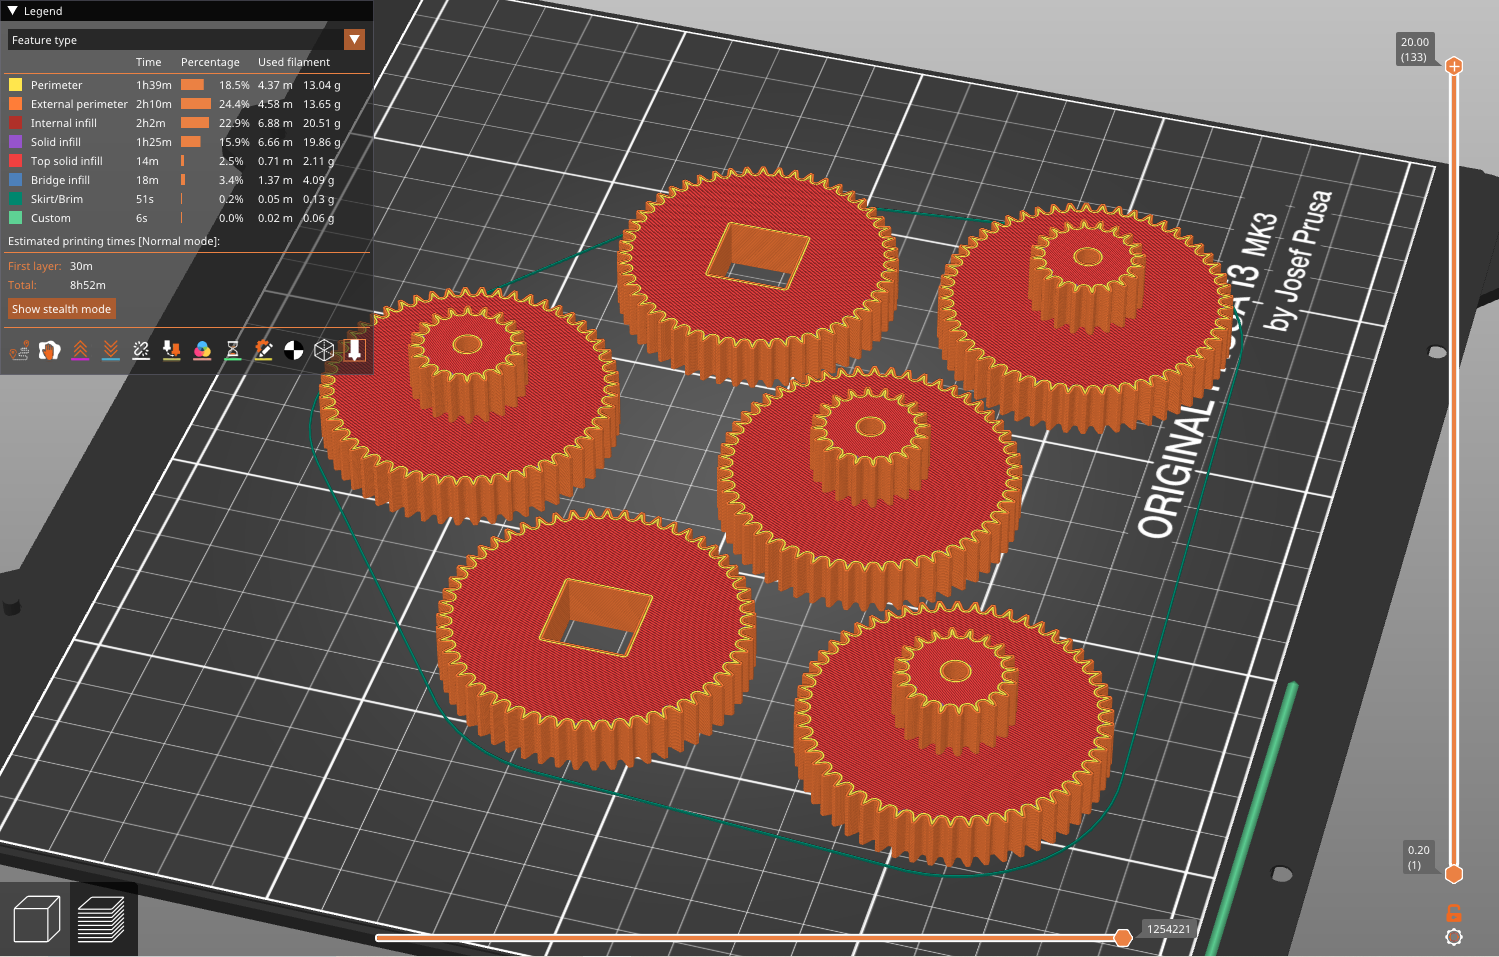 Legend
Feature type
Time Percentage Used filament
Perimeter 1h39m 18.5% 4.37 m 13.04 g
External perimeter 2h10m 24.4% 4.58 m 13.65 g
Internal infill 2h2m 22.9% 6.88 m 20.51 g
Solid infill 1h25m 15.9% 6.66 m 19.86 g
Top solid infill 14m 2.5% 0.71 m 2.11 g
Bridge infill 18m 3.4% 1.37 m 4.09 g
Skirt/Brim 51s 0.2% 0.05 m 0.13 g
Custom 6s 0.0% 0.02 m 0.06 g
Estimated printing times [Normal mode]:
First layer: 30m
Total: 8h52m
Show stealth mode
20.00
(133)
ORIGINAL I3 MK3
by Josef Prusa
0.20
(1)
1254221